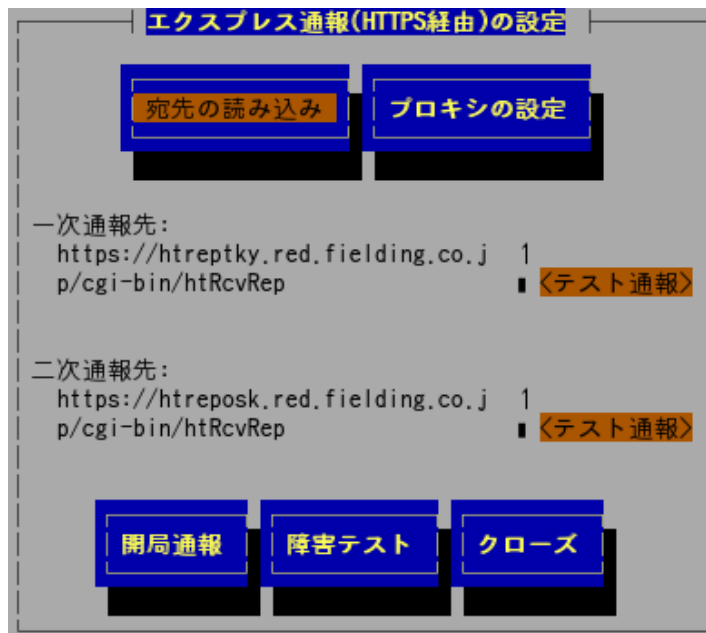 エクスプレス通報(HTTPS経由)の設定
宛先の読み込み プロキシの設定
一次通報先:
https://htreptky.red.fielding.co.j 1
p/cgi-bin/htRcvRep <テスト通報>
二次通報先:
https://htreposk.red.fielding.co.j 1
p/cgi-bin/htRcvRep <テスト通報>
開局通報 障害テスト クローズ